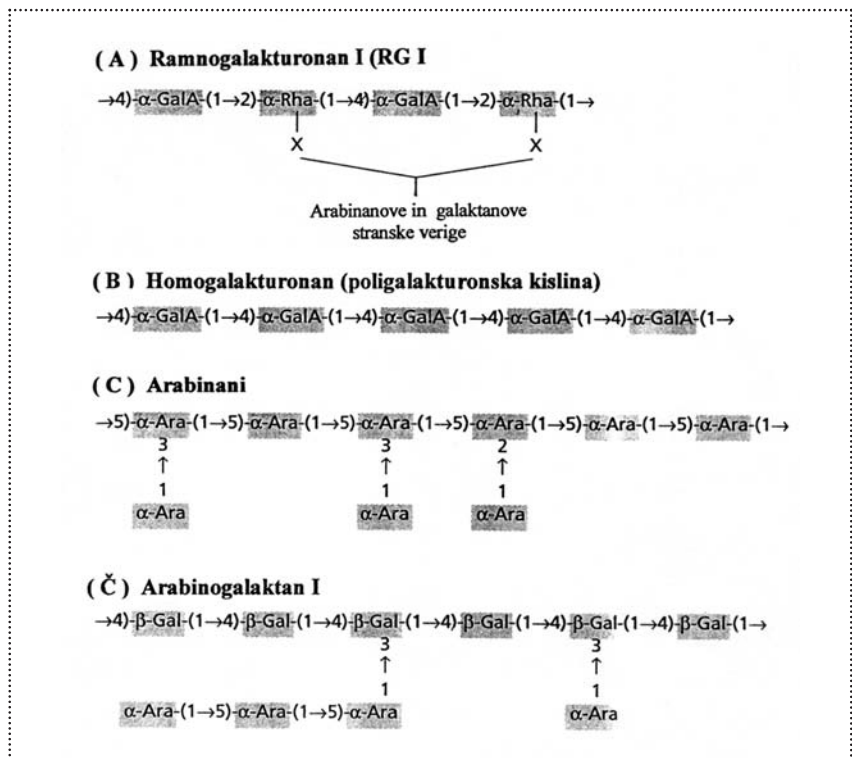 ( A ) Ramnogalakturonan I (RG I
→4)-α-GalA-(1→2)-α-Rha-(1→4)-α-GalA-(1→2)-α-Rha-(1→
X X
Arabinanove in galaktanove
stranske verige
( B ) Homogalakturonan (poligalakturonska kislina)
→4)-α-GalA-(1→4)-α-GalA-(1→4)-α-GalA-(1→4)-α-GalA-(1→4)-α-GalA-(1→
( C ) Arabinani
→5)-α-Ara-(1→5)-α-Ara-(1→5)-α-Ara-(1→5)-α-Ara-(1→5)-α-Ara-(1→5)-α-Ara-(1→
3 3 2
↑ ↑ ↑
1 1 1
α-Ara α-Ara α-Ara
( Č ) Arabinogalaktan I
→4)-β-Gal-(1→4)-β-Gal-(1→4)-β-Gal-(1→4)-β-Gal-(1→4)-β-Gal-(1→4)-β-Gal-(1→
3 3
↑ ↑
1 1
α-Ara-(1→5)-α-Ara-(1→5)-α-Ara α-Ara